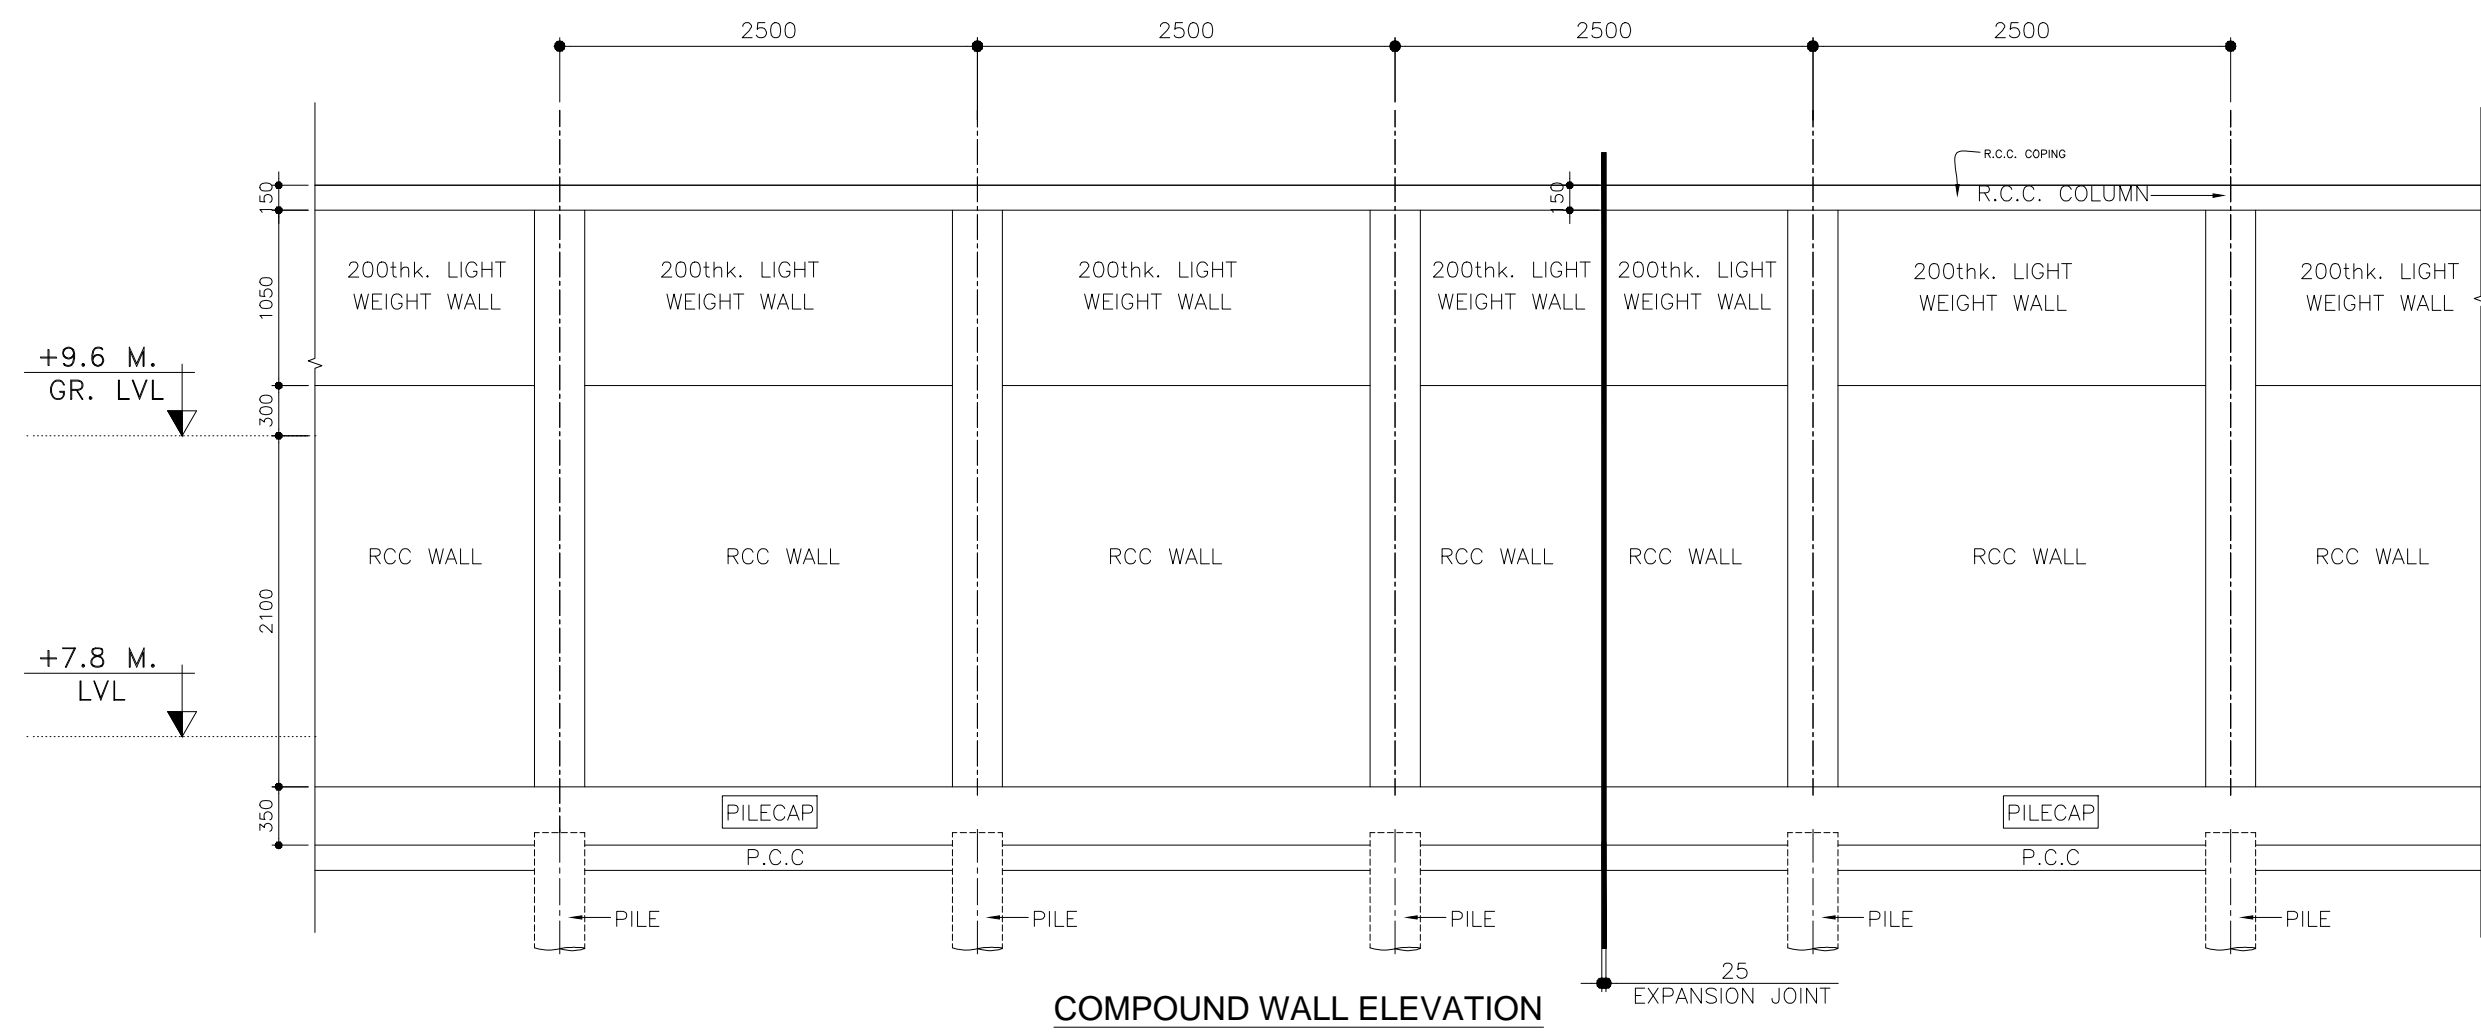 2500 2500 2500 2500
R.C.C. COPING
150 150 R.C.C. COLUMN
200thk. LIGHT 200thk. LIGHT 200thk. LIGHT 200thk. LIGHT 200thk. LIGHT 200thk. LIGHT 200thk. LIGHT
WEIGHT WALL WEIGHT WALL WEIGHT WALL WEIGHT WALL WEIGHT WALL WEIGHT WALL WEIGHT WALL
1050
+9.6 M.
GR. LVL
300
RCC WALL RCC WALL RCC WALL RCC WALL RCC WALL RCC WALL RCC WALL
2100
+7.8 M.
LVL
350 PILECAP PILECAP
P.C.C P.C.C
PILE PILE PILE PILE PILE
25
EXPANSION JOINT
COMPOUND WALL ELEVATION